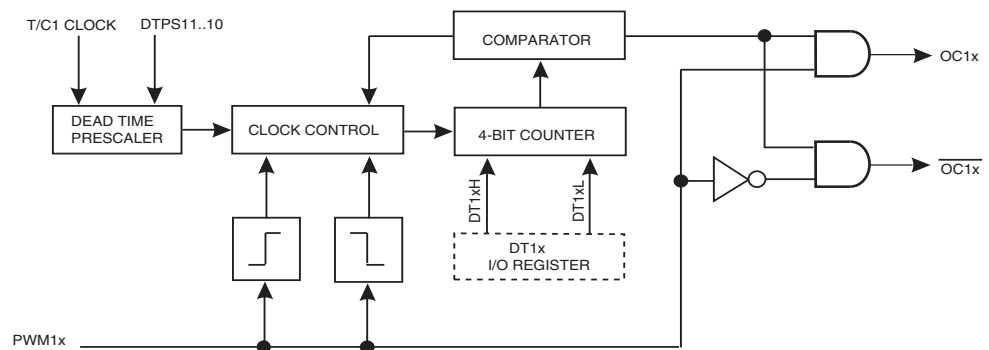 T/C1 CLOCK
DTPS11..10
COMPARATOR
OC1x
DEAD TIME
PRESCALER
CLOCK CONTROL
4-BIT COUNTER
OC1x
DT1xH
DT1xL
DT1x
I/O REGISTER
PWM1x